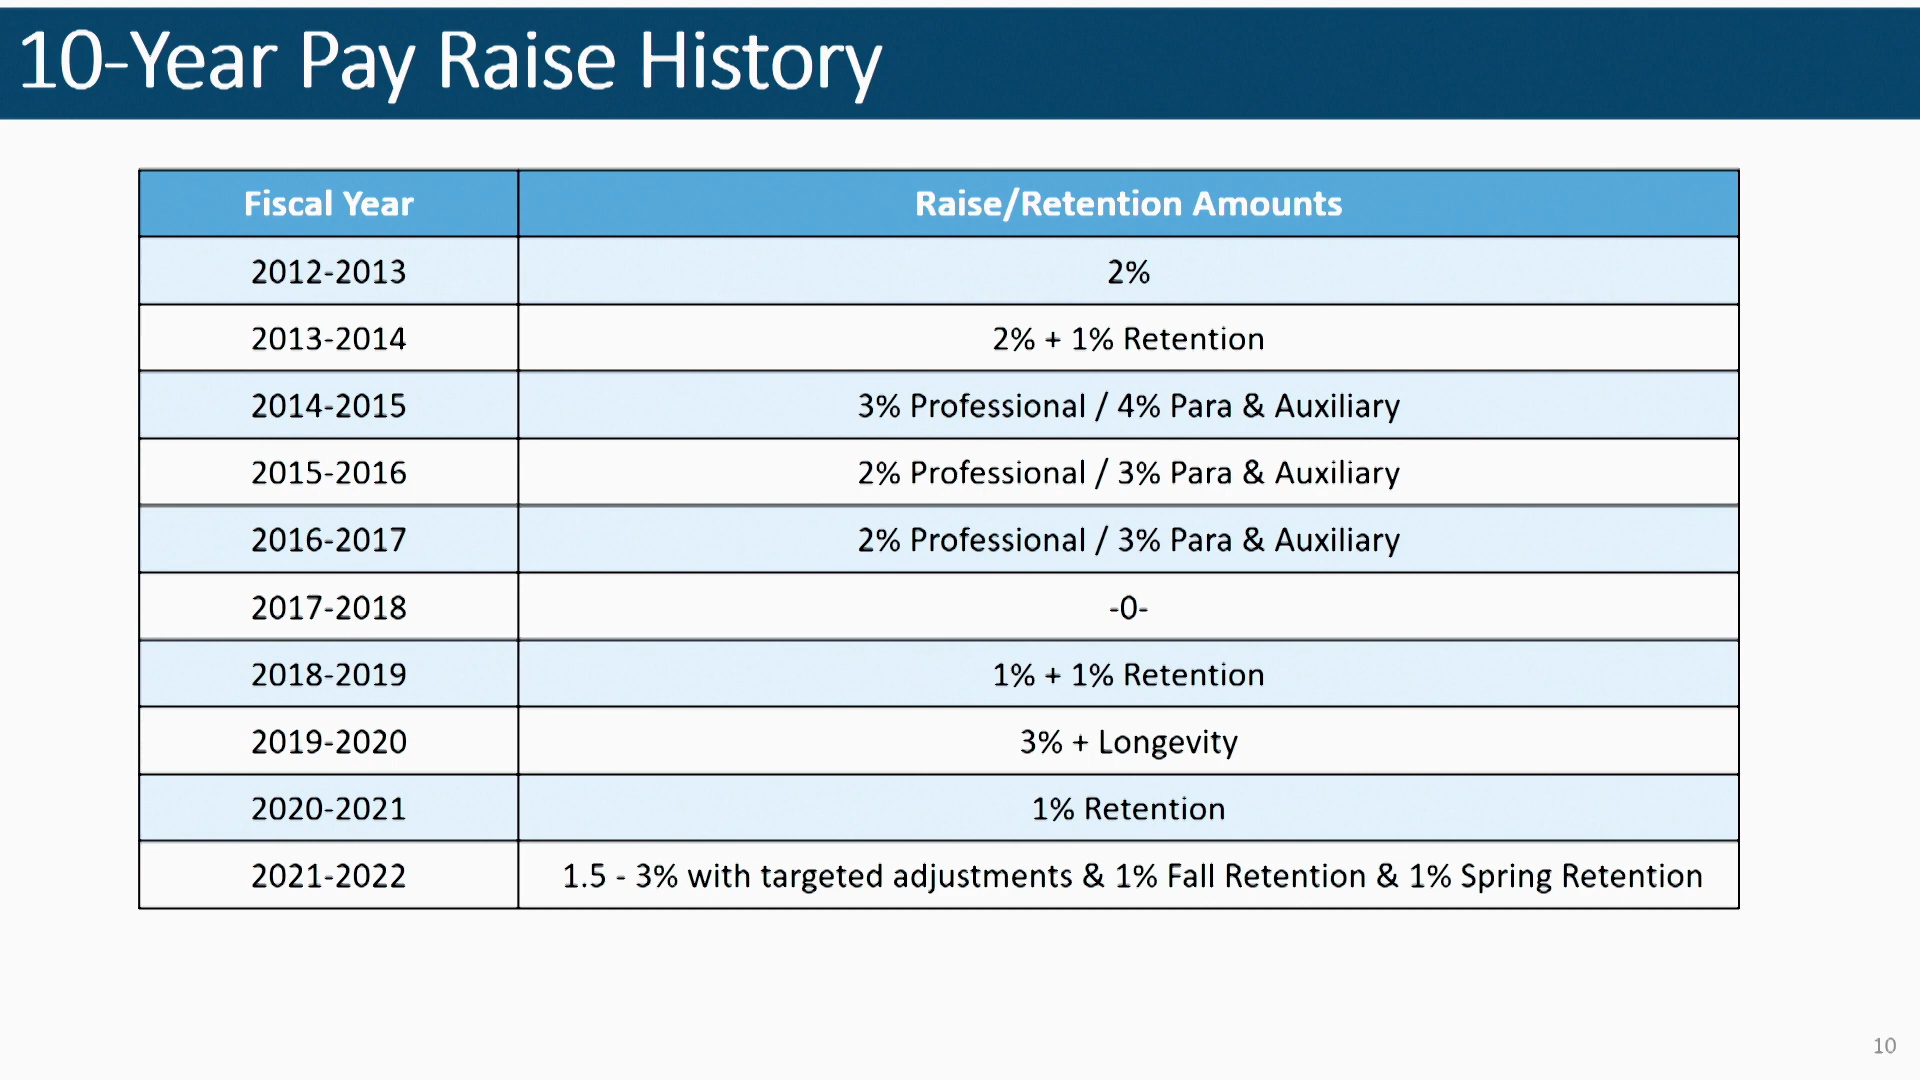 10-Year Pay Raise History
Fiscal Year Raise/Retention Amounts
2012-2013 2%
2013-2014 2% + 1% Retention
2014-2015 3% Professional / 4% Para & Auxiliary
2015-2016 2% Professional / 3% Para & Auxiliary
2016-2017 2% Professional / 3% Para & Auxiliary
2017-2018 -0-
2018-2019 1% + 1% Retention
2019-2020 3% + Longevity
2020-2021 1% Retention
2021-2022 1.5 - 3% with targeted adjustments & 1% Fall Retention & 1% Spring Retention
10